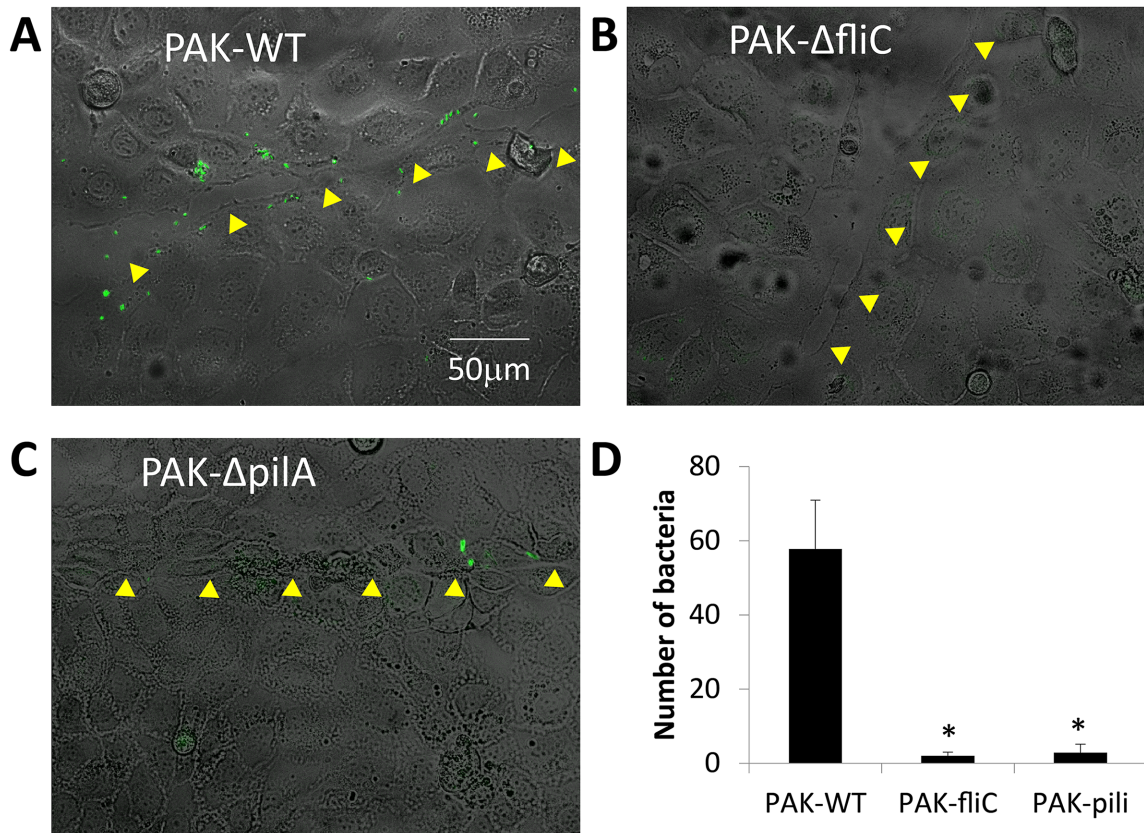 A
PAK-WT
50μm
B
PAK-ΔfliC
C
PAK-ΔpilA
D
Number of bacteria
80
60
40
20
0
*
*
PAK-WT
PAK-fliC
PAK-pili